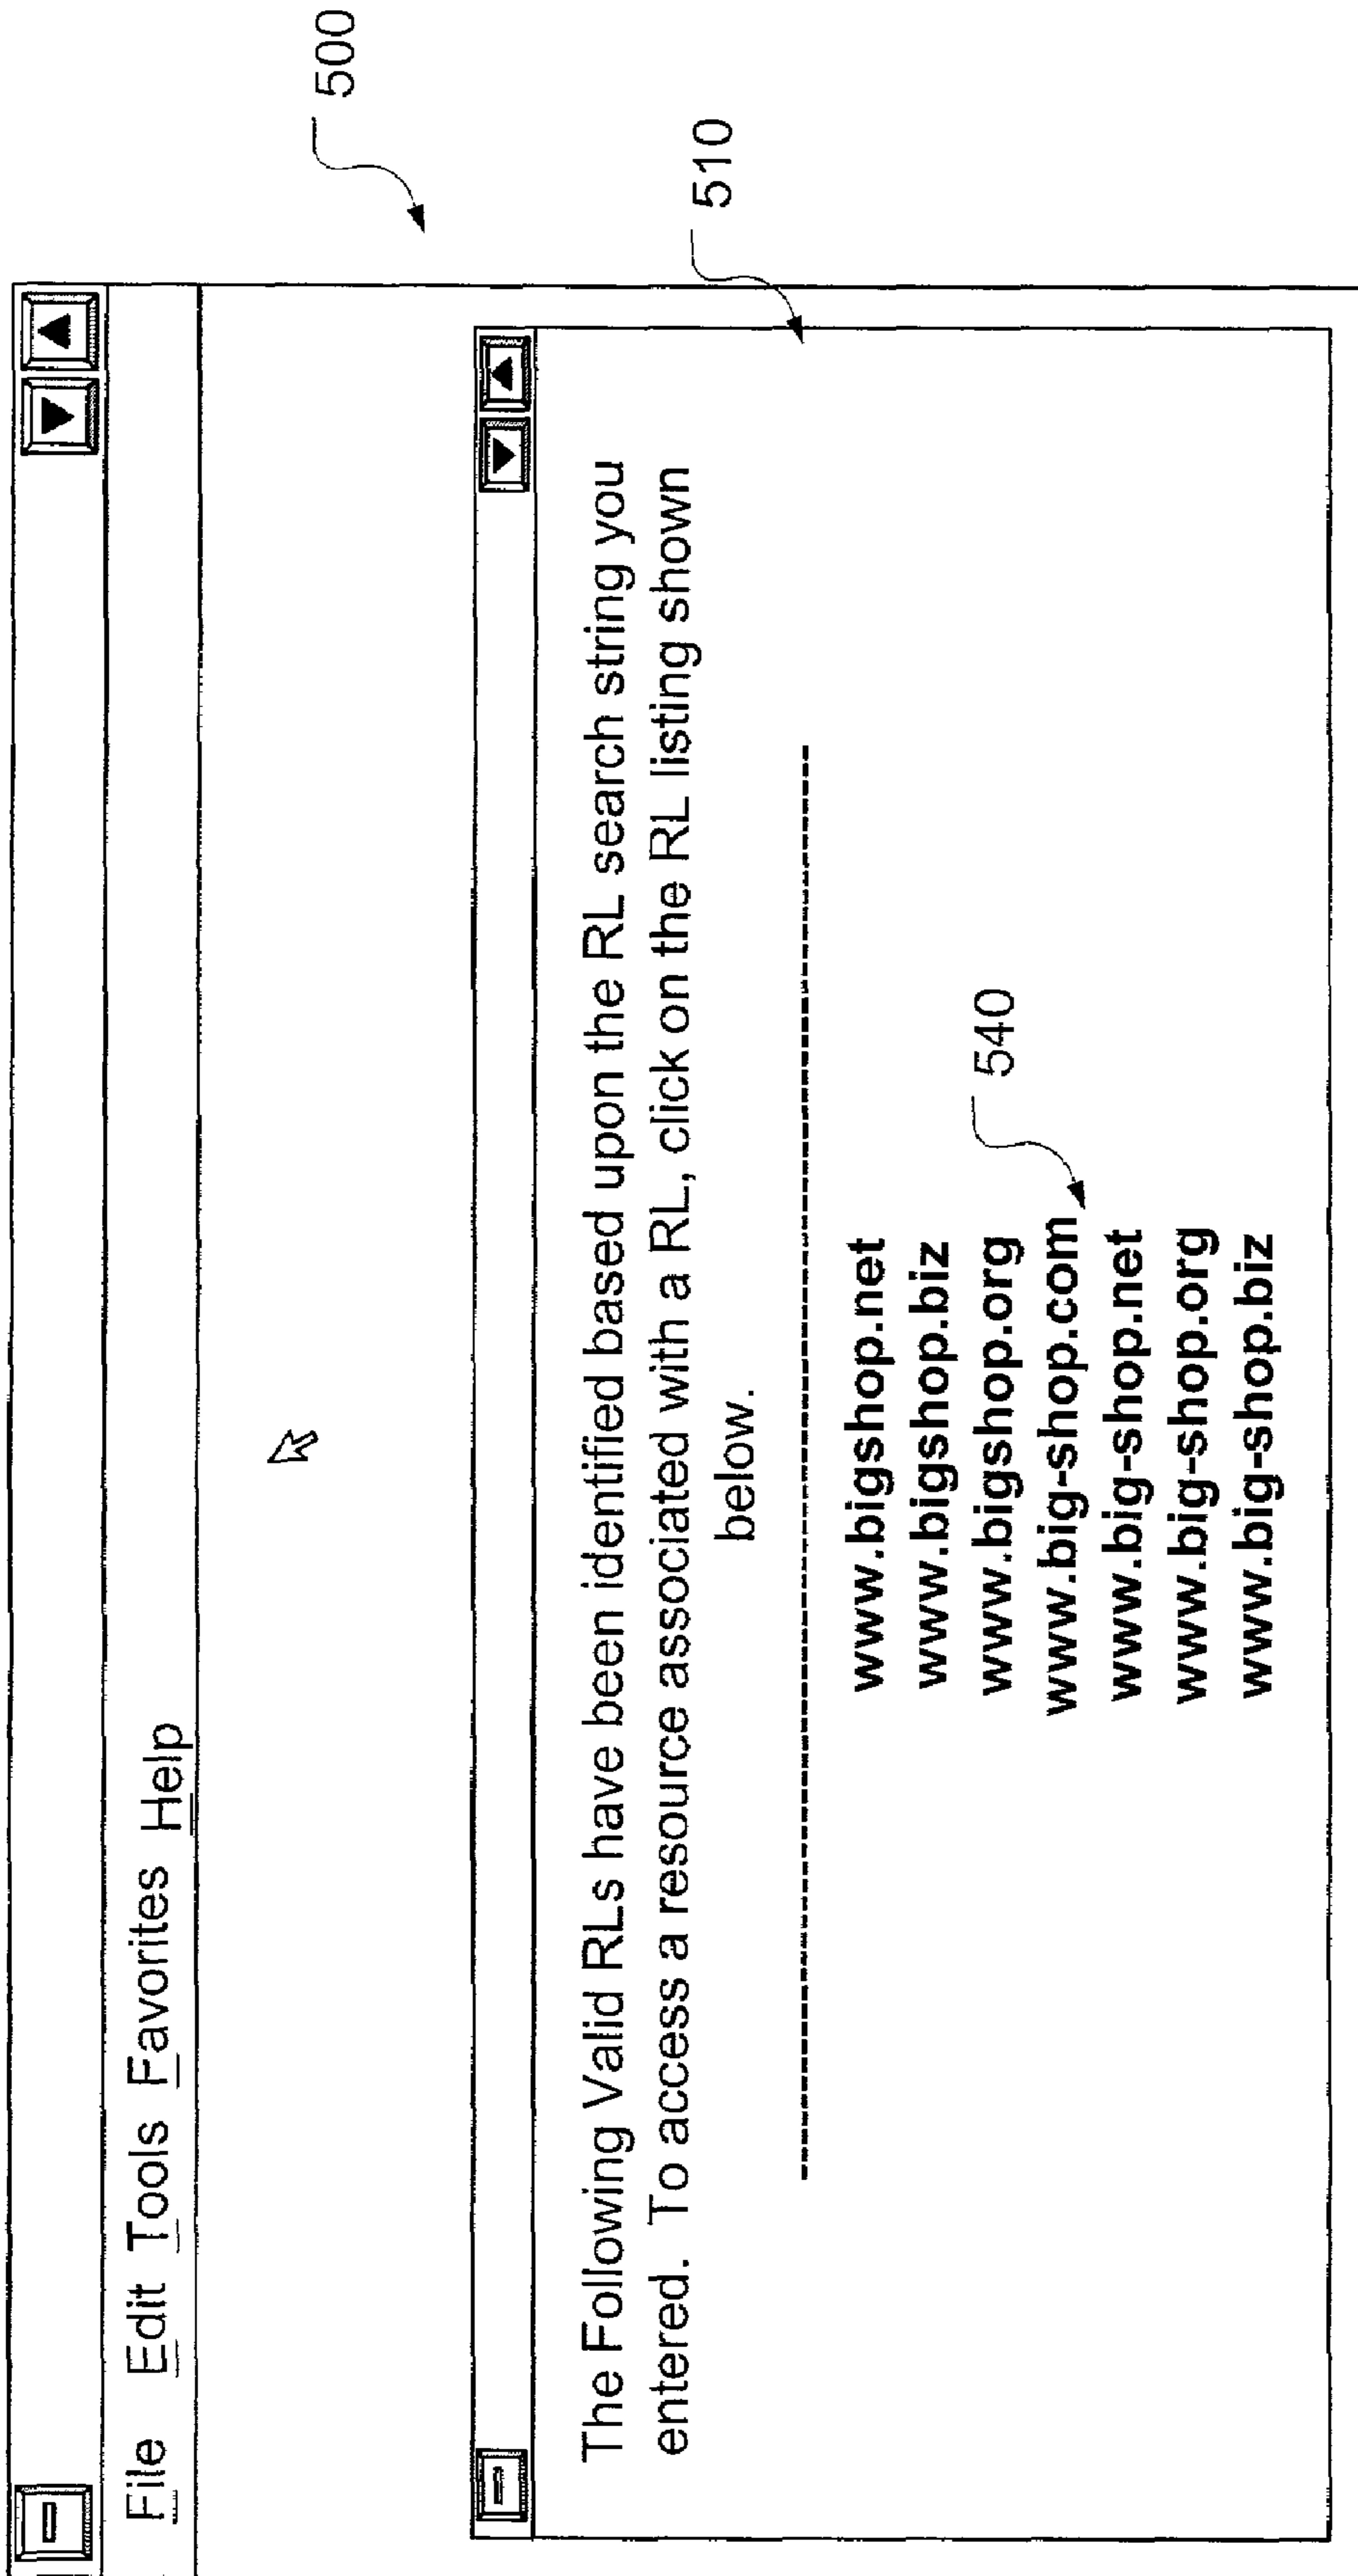 500
File Edit Tools Favorites Help
510
The Following Valid RLs have been identified based upon the RL search string you
entered. To access a resource associated with a RL, click on the RL listing shown
below.
www.bigshop.net
www.bigshop.biz
www.bigshop.org
540
www.big-shop.com
www.big-shop.net
www.big-shop.org
www.big-shop.biz